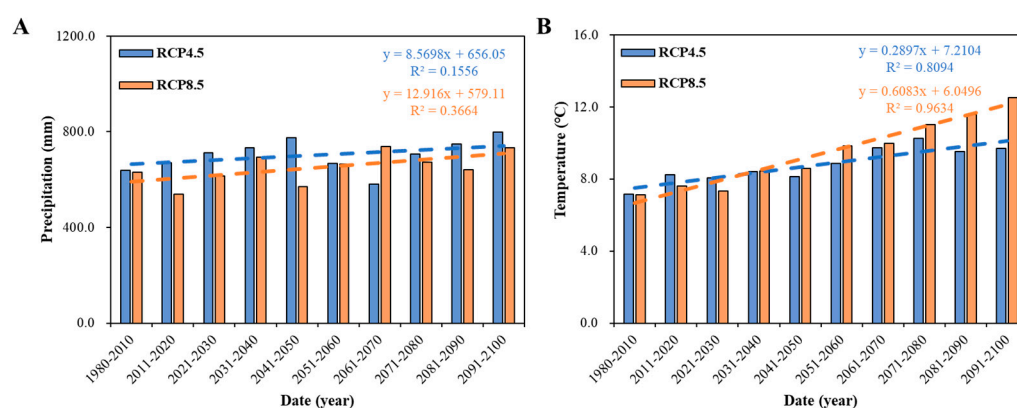 A
1200.0
800.0
400.0
0.0
Precipitation (mm)
RCP4.5
RCP8.5
y = 8.5698x + 656.05
R² = 0.1556
y = 12.916x + 579.11
R² = 0.3664
1980-2010
2011-2020
2021-2030
2031-2040
2041-2050
2051-2060
2061-2070
2071-2080
2081-2090
2091-2100
Date (year)
B
16.0
12.0
8.0
4.0
0.0
Temperature (°C)
RCP4.5
RCP8.5
y = 0.2897x + 7.2104
R² = 0.8094
y = 0.6083x + 6.0496
R² = 0.9634
1980-2010
2011-2020
2021-2030
2031-2040
2041-2050
2051-2060
2061-2070
2071-2080
2081-2090
2091-2100
Date (year)